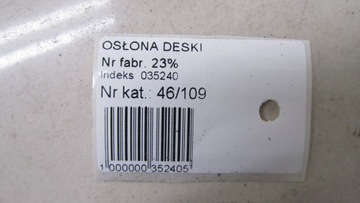 OSŁONA DESKI
Nr fabr. 23%
Indeks 035240
Nr kat.: 46/109
1 000000 352405